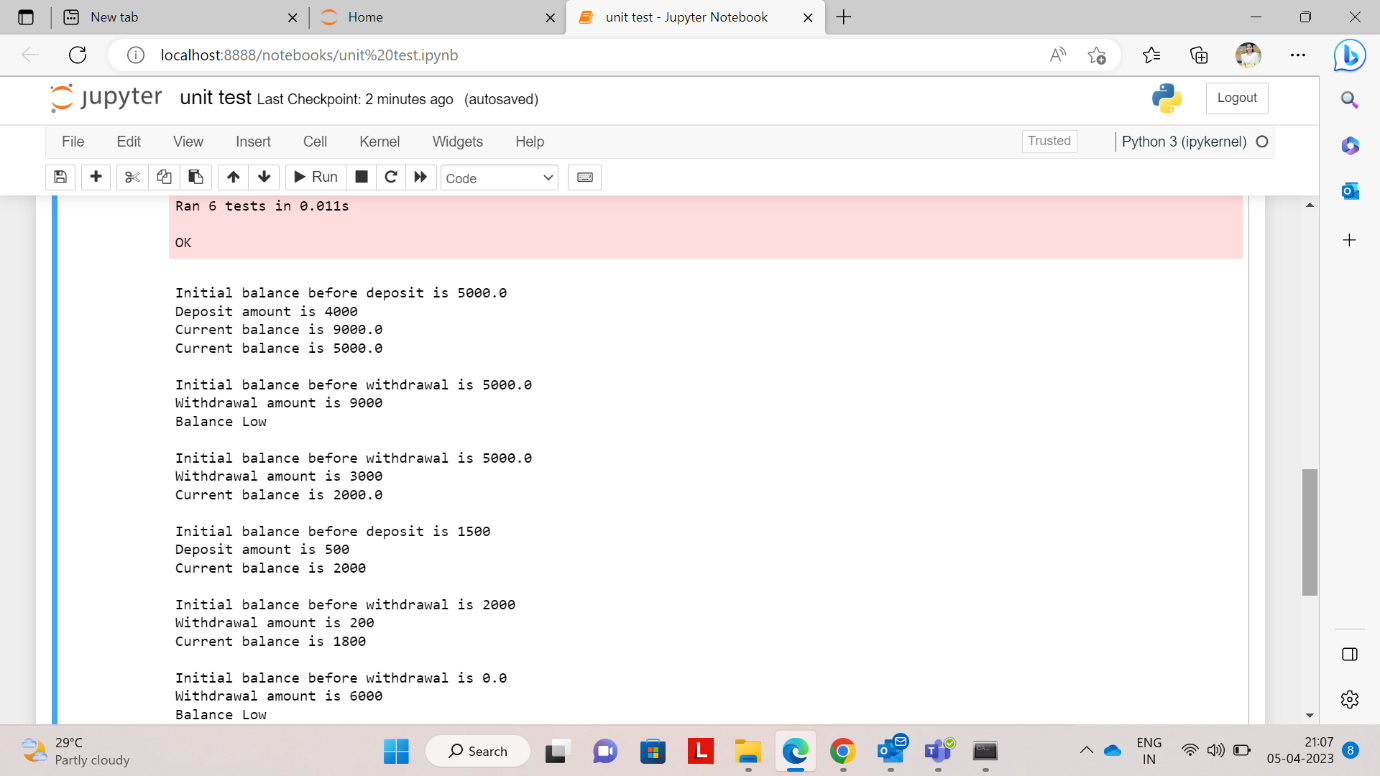 New tab
Home
unit test - Jupyter Notebook
localhost:8888/notebooks/unit%20test.ipynb
jupyter unit test Last Checkpoint: 2 minutes ago (autosaved)
Logout
File Edit View Insert Cell Kernel Widgets Help
Trusted
Python 3 (ipykernel)
Run
Code
Ran 6 tests in 0.011s
OK
Initial balance before deposit is 5000.0
Deposit amount is 4000
Current balance is 9000.0
Current balance is 5000.0
Initial balance before withdrawal is 5000.0
Withdrawal amount is 9000
Balance Low
Initial balance before withdrawal is 5000.0
Withdrawal amount is 3000
Current balance is 2000.0
Initial balance before deposit is 1500
Deposit amount is 500
Current balance is 2000
Initial balance before withdrawal is 2000
Withdrawal amount is 200
Current balance is 1800
Initial balance before withdrawal is 0.0
Withdrawal amount is 6000
Balance Low
29°C
Partly cloudy
Search
L
ENG
IN
21:07
05-04-2023
8